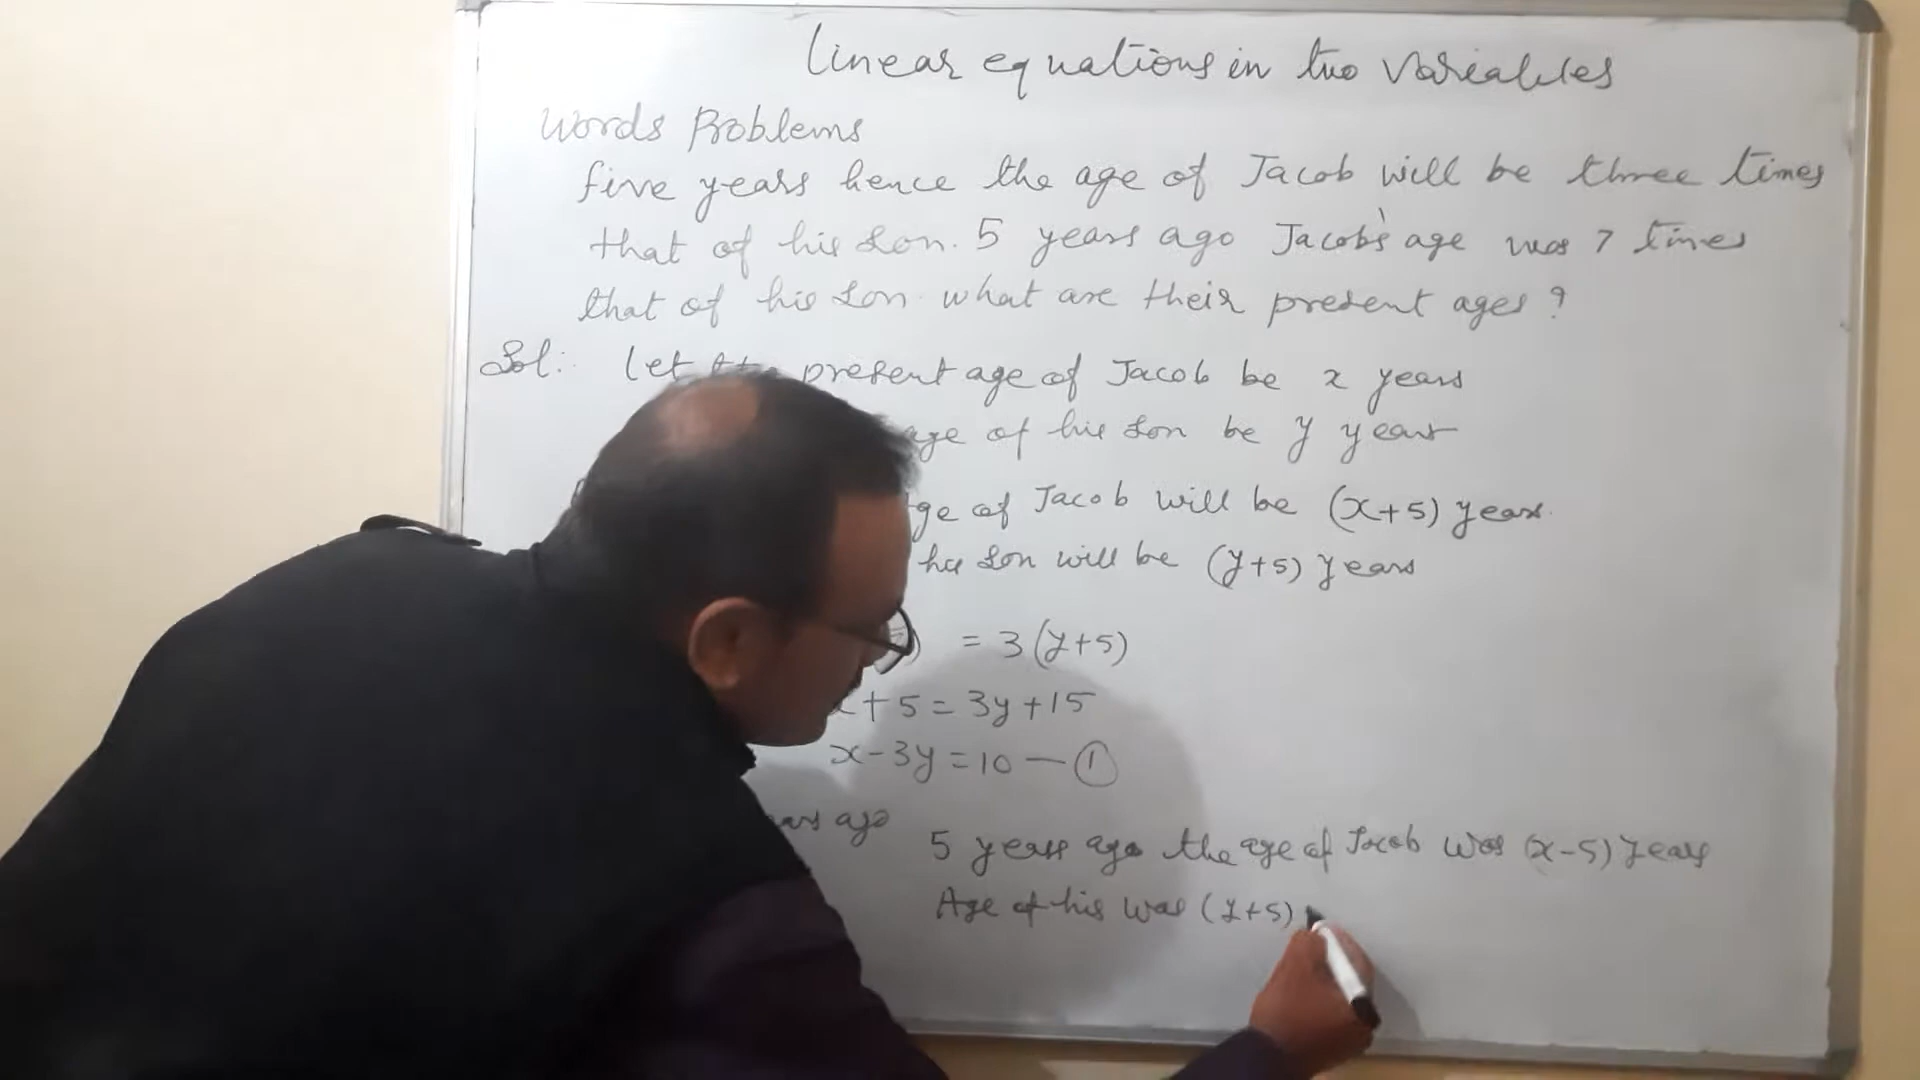 Linear equations in two Variables
Words Problems
five years hence the age of Jacob will be three times
that of his son. 5 years ago Jacob's age was 7 times
that of his son what are their present ages ?
Sol: Let the present age of Jacob be x years
age of his son be y years
age of Jacob will be (x+5) years.
his son will be (y+5) years
= 3(y+5)
x+5=3y+15
x-3y=10 — ①
years ago
5 years ago the age of Jacob was (x-5) years
Age of his was (y+5)